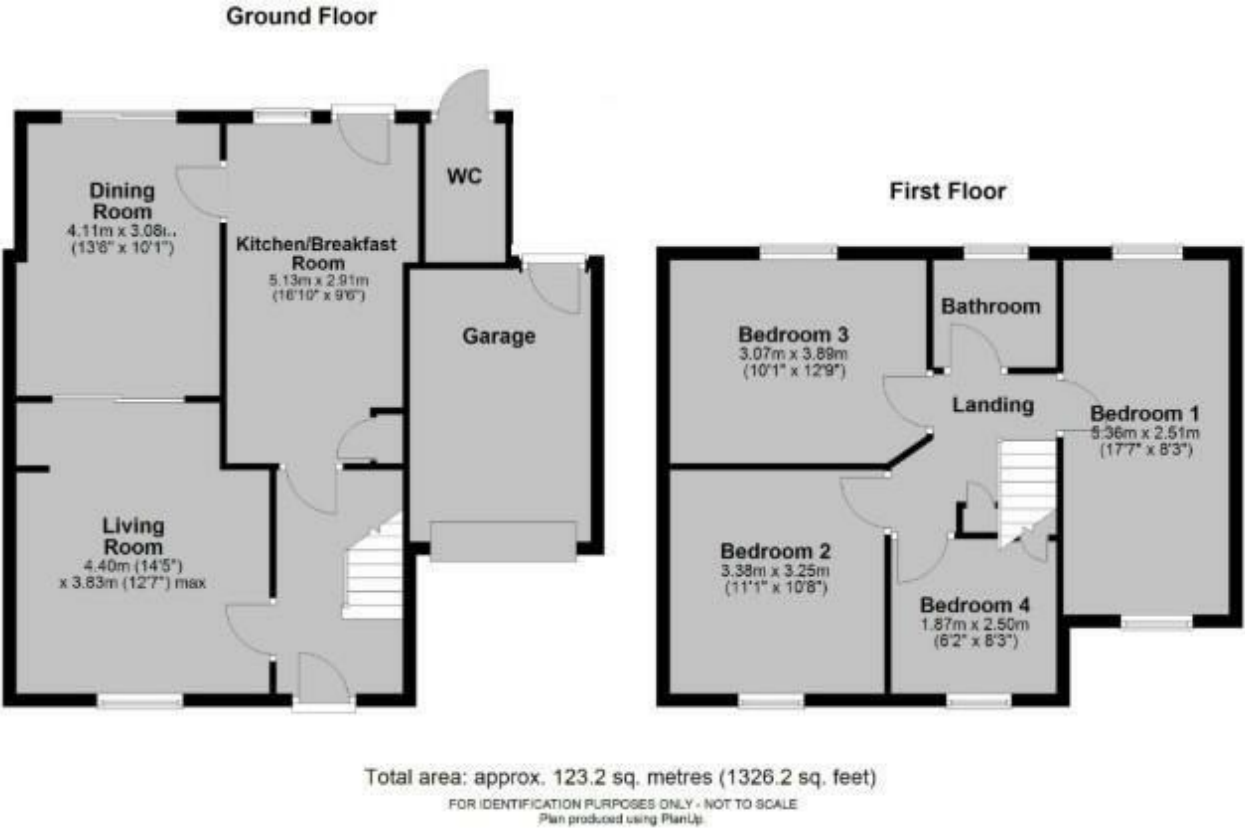 Ground Floor
Dining
Room
4.11m x 3.08
(13'6" x 10'1")
Kitchen/Breakfast
Room
5.13m x 2.91m
(16'10" x 9'6")
WC
Garage
Living
Room
4.40m (14'5")
x 3.83m (12'7") max
First Floor
Bedroom 3
3.07m x 3.89m
(10'1" x 12'9")
Bathroom
Landing
Bedroom 1
5.36m x 2.51m
(17'7" x 8'3")
Bedroom 2
3.38m x 3.25m
(11'1" x 10'8")
Bedroom 4
1.87m x 2.50m
(6'2" x 8'3")
Total area: approx. 123.2 sq. metres (1326.2 sq. feet)
FOR IDENTIFICATION PURPOSES ONLY - NOT TO SCALE
Plan produced using PlanUp.